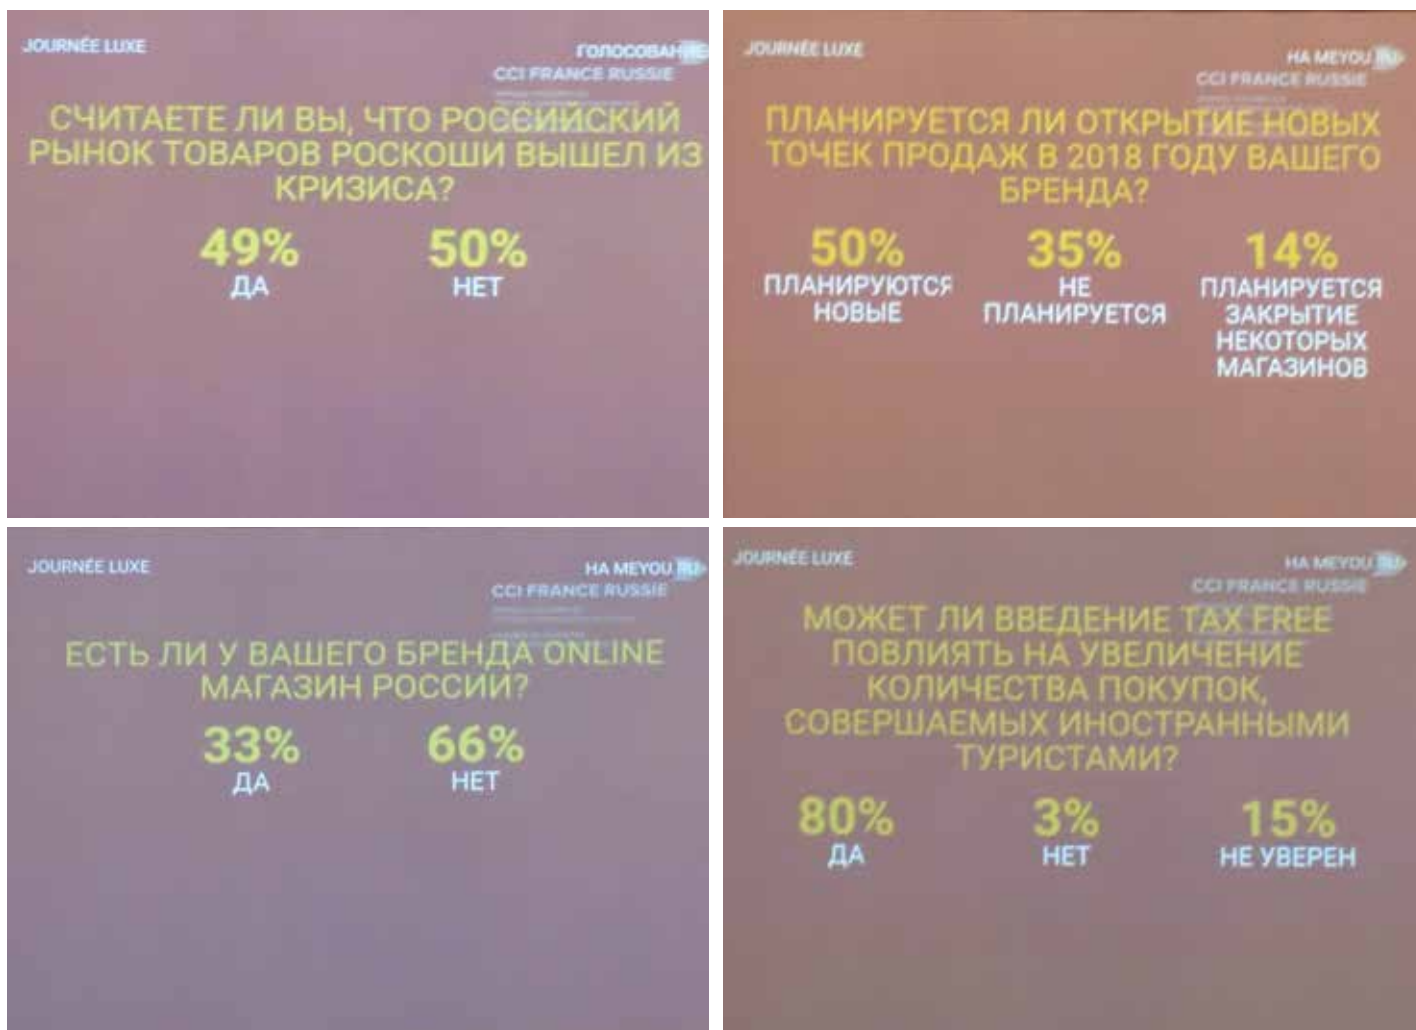 JOURNÉE LUXE
ГОЛОСОВАНИЕ
CCI FRANCE RUSSIE
СЧИТАЕТЕ ЛИ ВЫ, ЧТО РОССИЙСКИЙ
РЫНОК ТОВАРОВ РОСКОШИ ВЫШЕЛ ИЗ
КРИЗИСА?
49% 50%
ДА НЕТ
JOURNÉE LUXE
НА MEYOU.RU
CCI FRANCE RUSSIE
ПЛАНИРУЕТСЯ ЛИ ОТКРЫТИЕ НОВЫХ
ТОЧЕК ПРОДАЖ В 2018 ГОДУ ВАШЕГО
БРЕНДА?
50% 35% 14%
ПЛАНИРУЮТСЯ НЕ ПЛАНИРУЕТСЯ
НОВЫЕ ПЛАНИРУЕТСЯ ЗАКРЫТИЕ
НЕКОТОРЫХ
МАГАЗИНОВ
JOURNÉE LUXE
НА MEYOU.RU
CCI FRANCE RUSSIE
ЕСТЬ ЛИ У ВАШЕГО БРЕНДА ONLINE
МАГАЗИН РОССИИ?
33% 66%
ДА НЕТ
JOURNÉE LUXE
НА MEYOU.RU
CCI FRANCE RUSSIE
МОЖЕТ ЛИ ВВЕДЕНИЕ TAX FREE
ПОВЛИЯТЬ НА УВЕЛИЧЕНИЕ
КОЛИЧЕСТВА ПОКУПОК,
СОВЕРШАЕМЫХ ИНОСТРАННЫМИ
ТУРИСТАМИ?
80% 3% 15%
ДА НЕТ НЕ УВЕРЕН